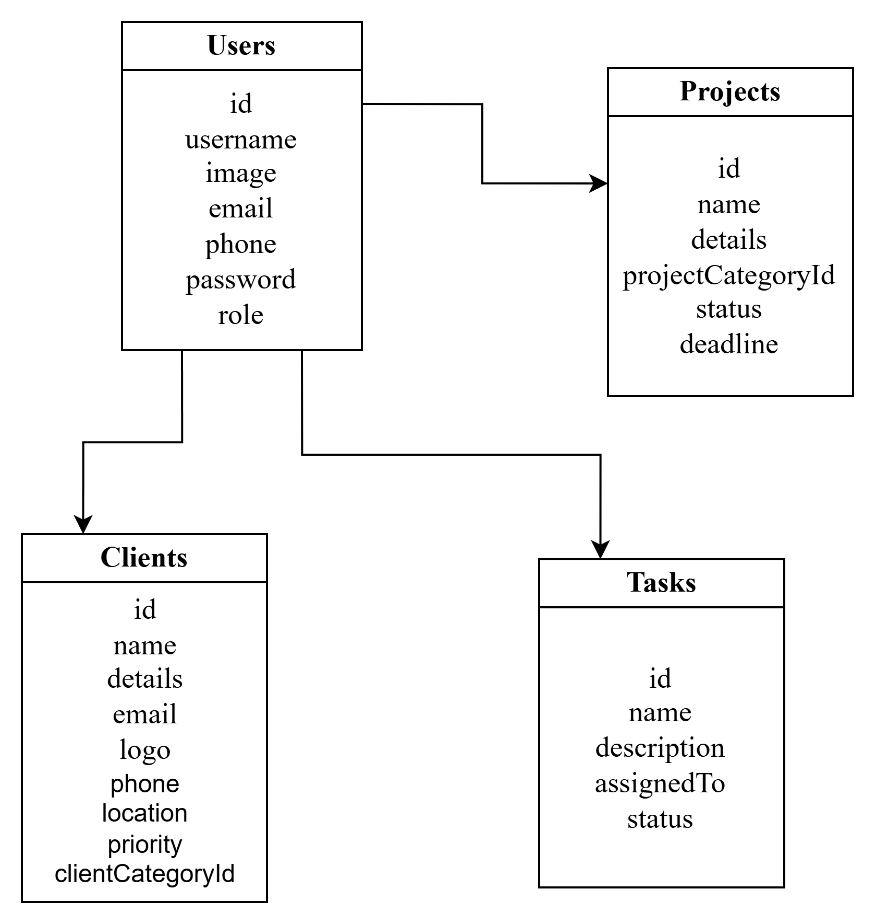 Users
id
username
image
email
phone
password
role
Projects
id
name
details
projectCategoryId
status
deadline
Clients
id
name
details
email
logo
phone
location
priority
clientCategoryId
Tasks
id
name
description
assignedTo
status